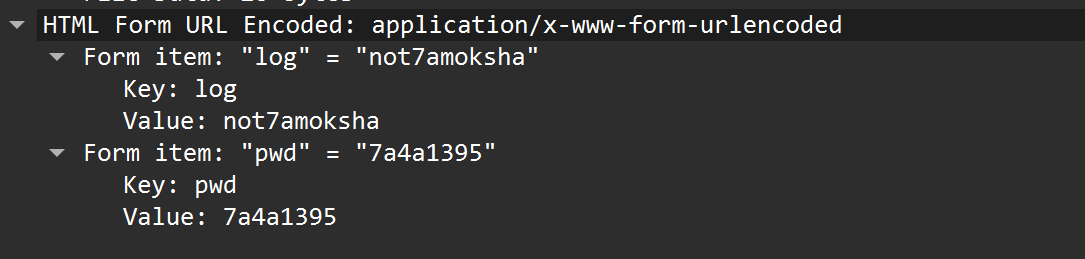 HTML Form URL Encoded: application/x-www-form-urlencoded
Form item: "log" = "not7amoksha"
Key: log
Value: not7amoksha
Form item: "pwd" = "7a4a1395"
Key: pwd
Value: 7a4a1395